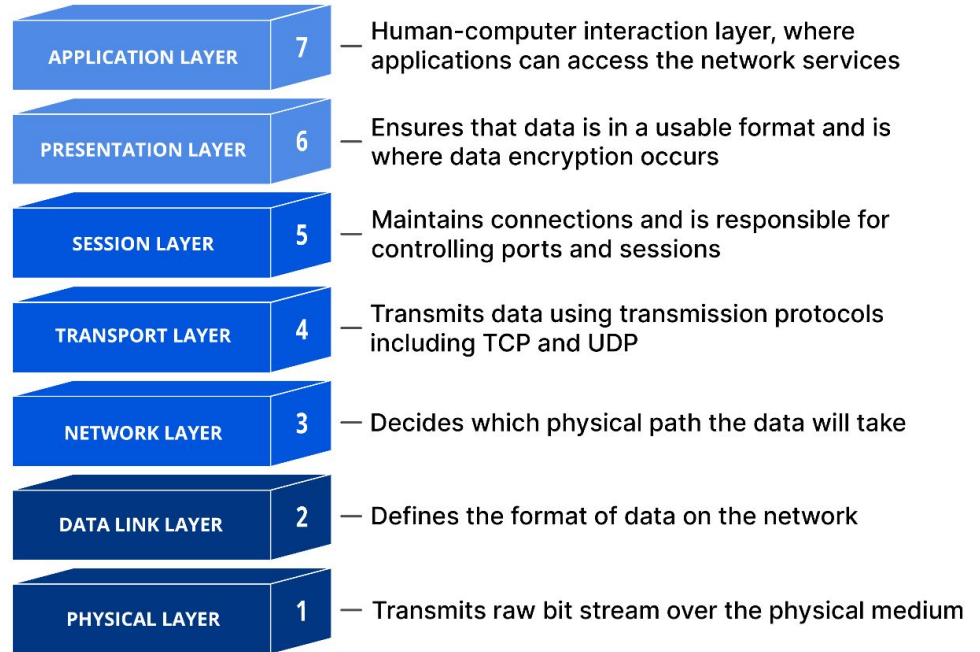 APPLICATION LAYER 7
Human-computer interaction layer, where
applications can access the network services
PRESENTATION LAYER 6
Ensures that data is in a usable format and is
where data encryption occurs
SESSION LAYER 5
Maintains connections and is responsible for
controlling ports and sessions
TRANSPORT LAYER 4
Transmits data using transmission protocols
including TCP and UDP
NETWORK LAYER 3
Decides which physical path the data will take
DATA LINK LAYER 2
Defines the format of data on the network
PHYSICAL LAYER 1
Transmits raw bit stream over the physical medium